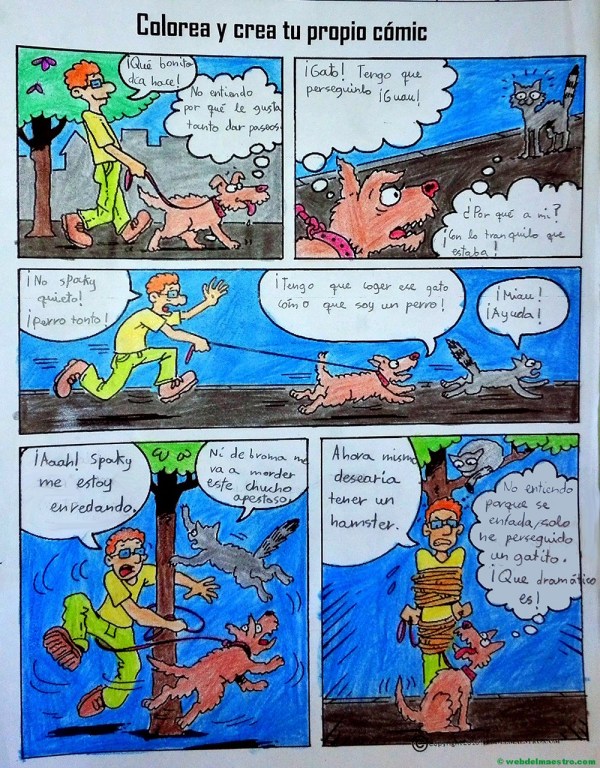 Colorea y crea tu propio cómic
¡Qué bonito
día hace!
No entiendo
por qué le gusta
tanto dar paseos.
¡Gato! Tengo que
perseguirlo ¡Guau!
¿Por qué a mi?
¡Con lo tranquilo que
estaba!
¡No spaky
quieto!
¡perro tonto!
¡Tengo que coger ese gato
como que soy un perro!
¡Miau!
¡Ayuda!
¡Aaah! Spaky
me estoy
enredando.
Ni de broma me
va a morder
este chucho
apestoso.
Ahora mismo
desearía
tener un
hamster.
No entiendo
porque se
enfada, solo
he perseguido
un gatito.
¡Que dramático
es!
© webdelmaestro.com